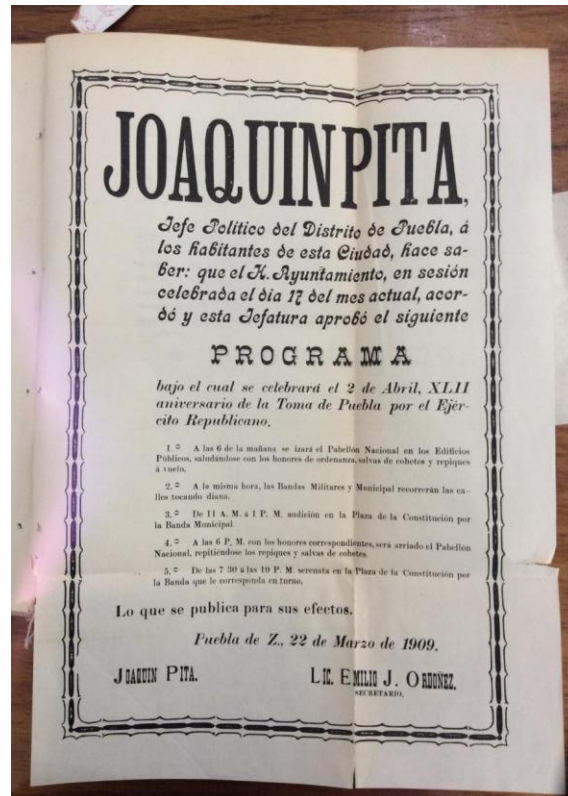 JOAQUIN PITA,
Jefe Político del Distrito de Puebla, á
los habitantes de esta Ciudad, hace sa-
ber: que el H. Ayuntamiento, en sesión
celebrada el dia 17 del mes actual, acor-
dó y esta Jefatura aprobó el siguiente
PROGRAMA
bajo el cual se celebrará el 2 de Abril, XLII
aniversario de la Toma de Puebla por el Ejér-
cito Republicano.
1.º A las 6 de la mañana se izará el Pabellón Nacional en los Edificios
Públicos, saludándose con los honores de ordenanza, salvas de cohetes y repiques
á vuelo.
2.º A la misma hora, las Bandas Militares y Municipal recorrerán las ca-
lles tocando diana.
3.º De 11 A. M. á 1 P. M. audición en la Plaza de la Constitución por
la Banda Municipal.
4.º A las 6 P, M. con los honores correspondientes, será arriado el Pabellón
Nacional, repitiéndose los repiques y salvas de cohetes.
5.º De las 7 30 á las 10 P. M. serenata en la Plaza de la Constitución por
la Banda que le corresponda en turno.
Lo que se publica para sus efectos.
Puebla de Z., 22 de Marzo de 1909.
JOAQUIN PITA.
LIC. EMILIO J. ORDOÑEZ.
SECRETARIO.